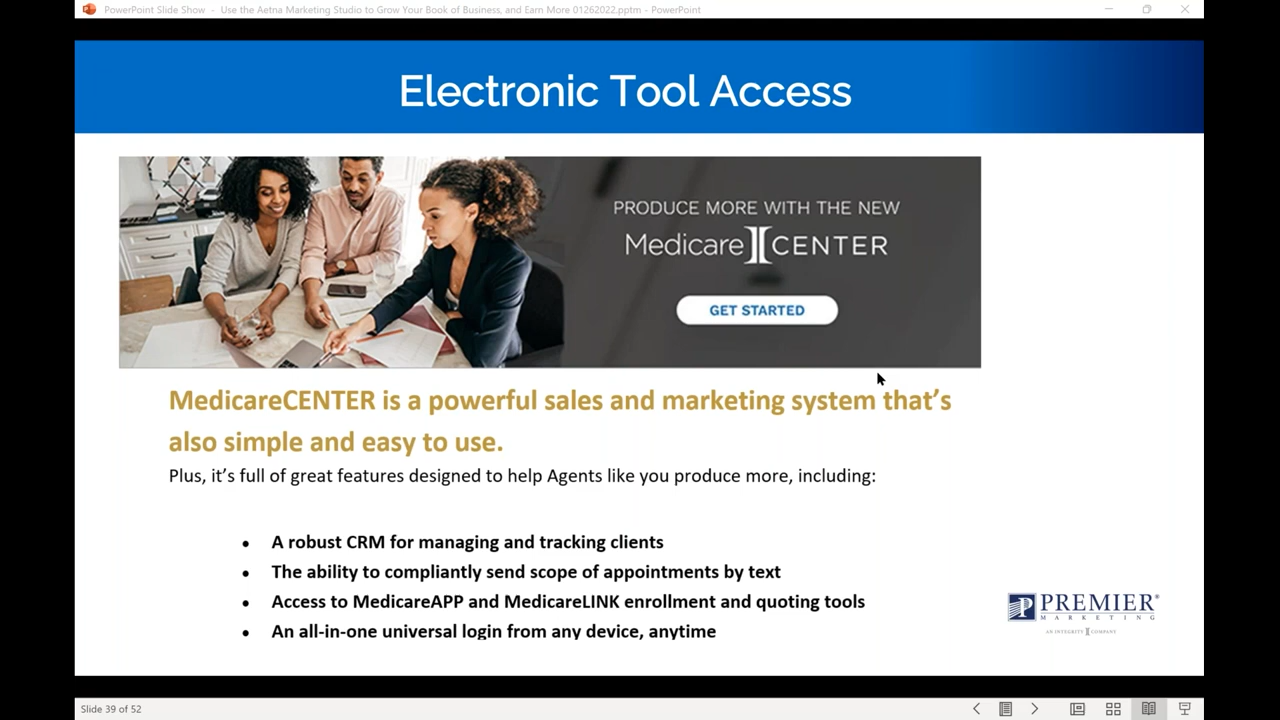 PowerPoint Slide Show - Use the Aetna Marketing Studio to Grow Your Book of Business, and Earn More 01262022.pptm - PowerPoint
Electronic Tool Access
PRODUCE MORE WITH THE NEW
Medicare CENTER
GET STARTED
MedicareCENTER is a powerful sales and marketing system that's
also simple and easy to use.
Plus, it's full of great features designed to help Agents like you produce more, including:
• A robust CRM for managing and tracking clients
• The ability to compliantly send scope of appointments by text
• Access to MedicareAPP and MedicareLINK enrollment and quoting tools
• An all-in-one universal login from any device, anytime
PREMIER®
MARKETING
AN INTEGRITY COMPANY
Slide 39 of 52